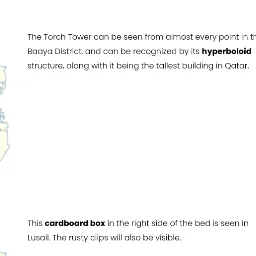 The Torch Tower can be seen from almost every point in th
Baaya District, and can be recognized by its hyperboloid
structure, along with it being the tallest building in Qatar.
This cardboard box in the right side of the bed is seen in
Lusail. The rusty clips will also be visible.